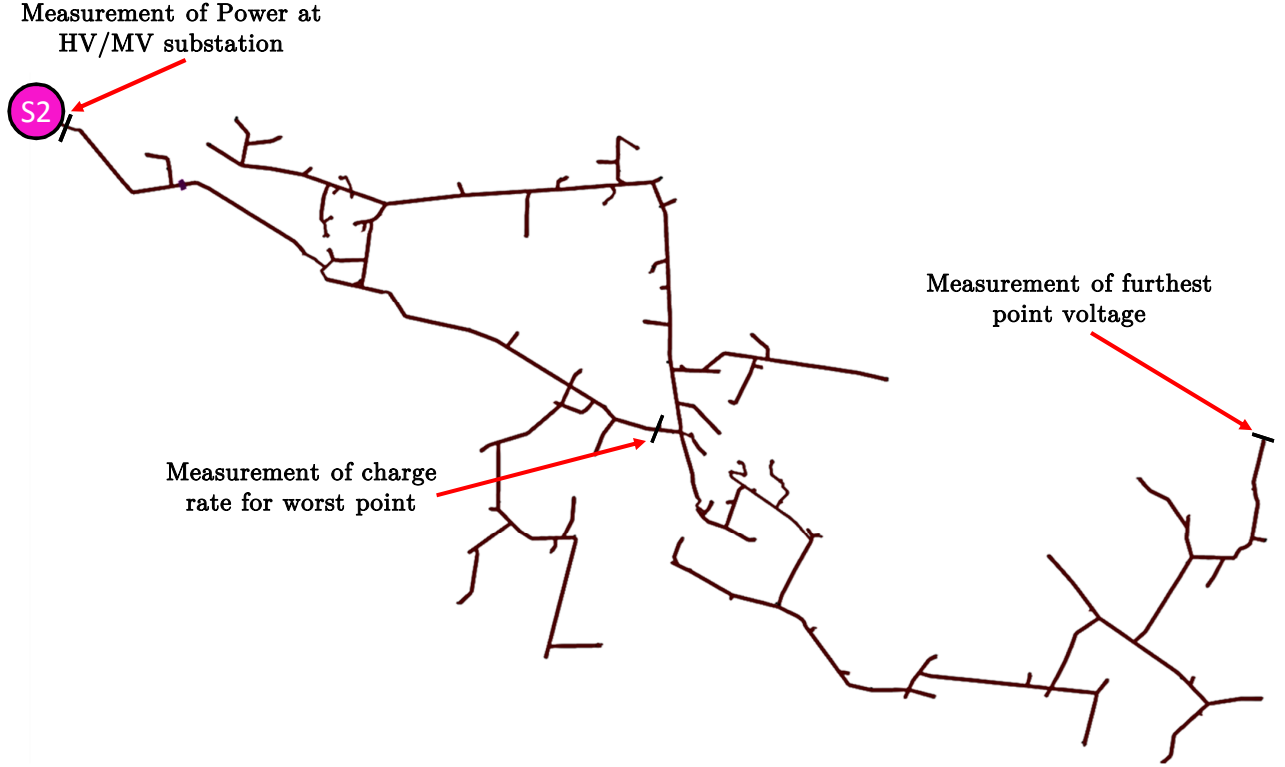 Measurement of Power at
HV/MV substation
S2
Measurement of furthest
point voltage
Measurement of charge
rate for worst point